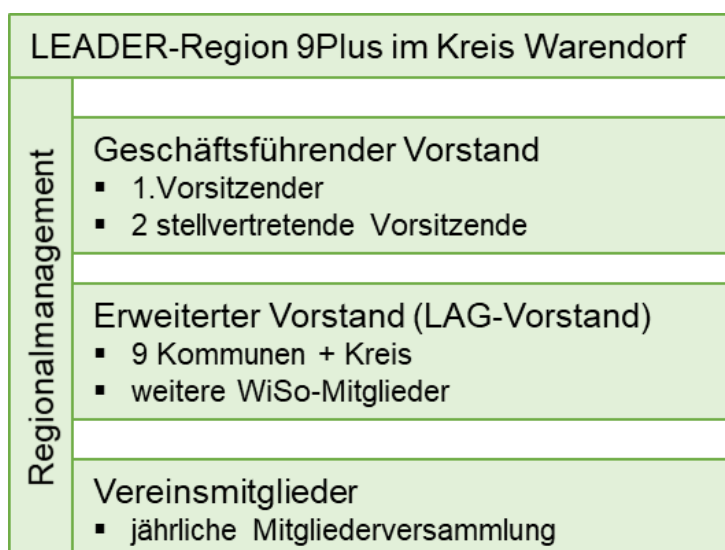 LEADER-Region 9Plus im Kreis Warendorf
Regionalmanagement
Geschäftsführender Vorstand
▪ 1.Vorsitzender
▪ 2 stellvertretende Vorsitzende
Erweiterter Vorstand (LAG-Vorstand)
▪ 9 Kommunen + Kreis
▪ weitere WiSo-Mitglieder
Vereinsmitglieder
▪ jährliche Mitgliederversammlung